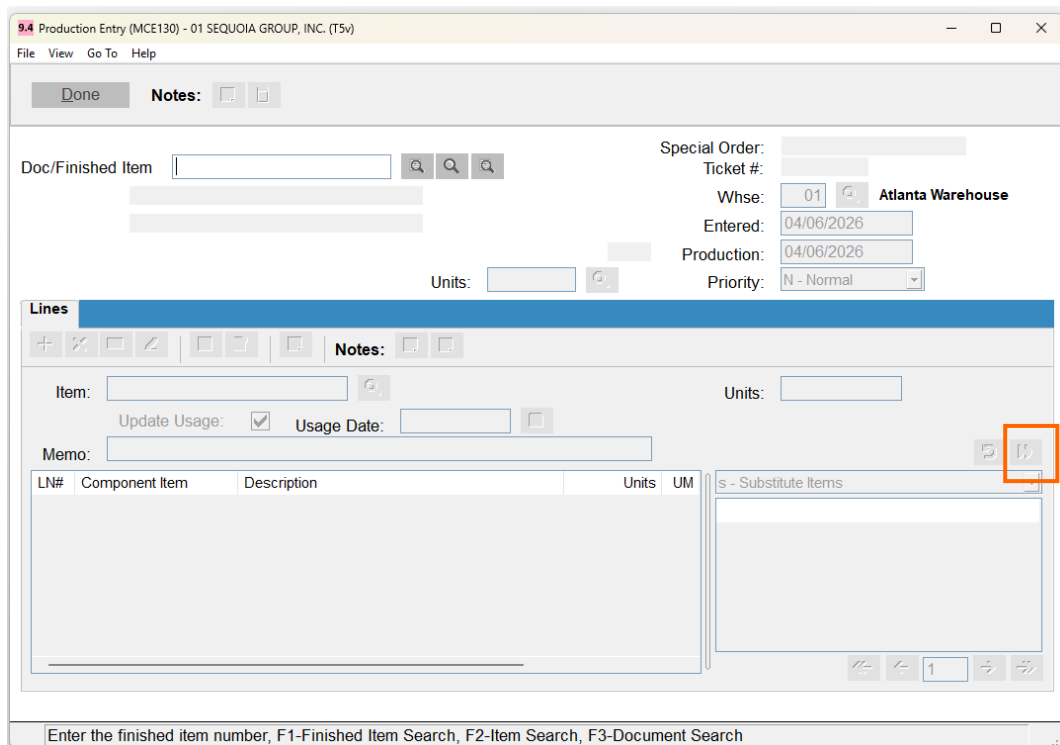 9.4 Production Entry (MCE130) - 01 SEQUOIA GROUP, INC. (T5v)
File View Go To Help
Done Notes:
Special Order:
Doc/Finished Item
Ticket #:
Whse: 01 Atlanta Warehouse
Entered: 04/06/2026
Production: 04/06/2026
Units: Priority: N - Normal
Lines
Notes:
Item: Units:
Update Usage: Usage Date:
Memo:
LN# Component Item Description Units UM s - Substitute Items
1
Enter the finished item number, F1-Finished Item Search, F2-Item Search, F3-Document Search